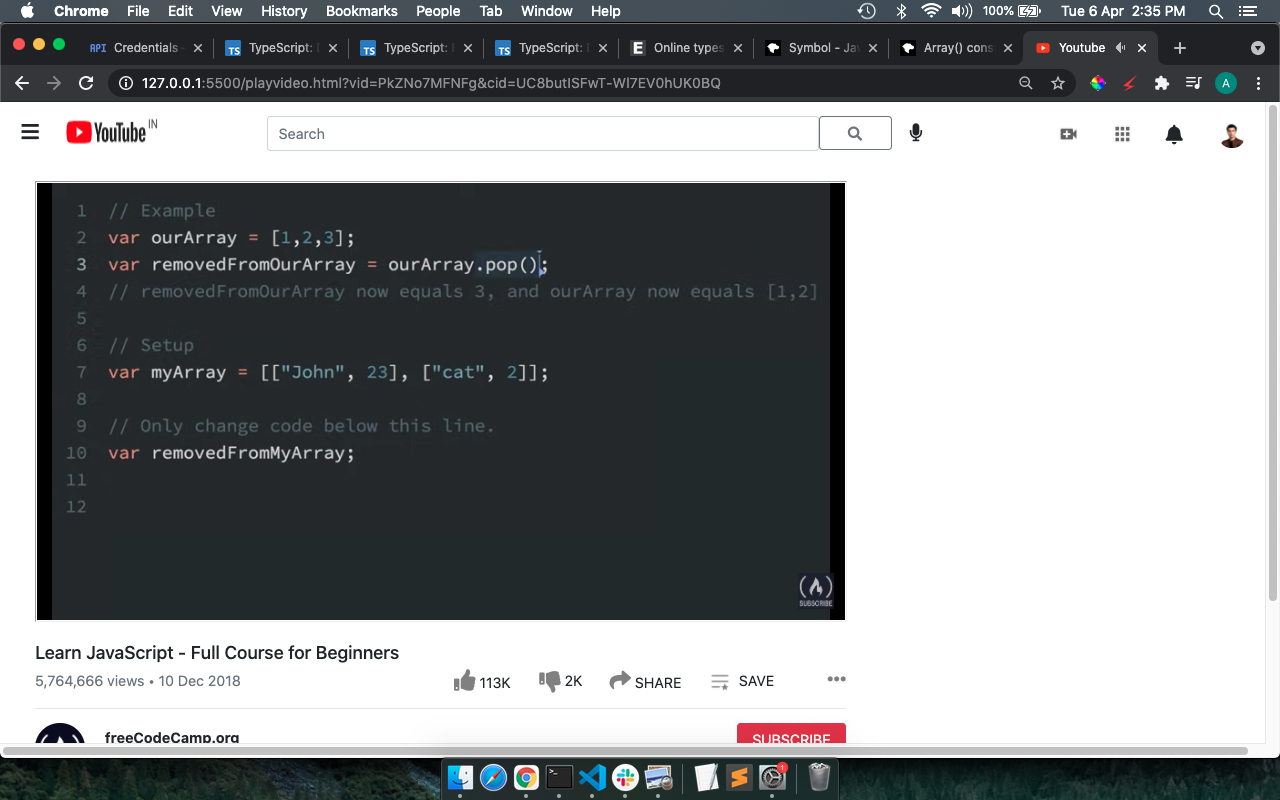 Chrome File Edit View History Bookmarks People Tab Window Help 100% Tue 6 Apr 2:35 PM
API Credentials TypeScript: TypeScript: TypeScript: E Online types Symbol - Jav Array() cons Youtube
127.0.0.1:5500/playvideo.html?vid=PkZNo7MFNFg&cid=UC8butISFwT-Wl7EV0hUK0BQ A
YouTube IN Search
1 // Example
2 var ourArray = [1,2,3];
3 var removedFromOurArray = ourArray.pop();
4 // removedFromOurArray now equals 3, and ourArray now equals [1,2]
5
6 // Setup
7 var myArray = [["John", 23], ["cat", 2]];
8
9 // Only change code below this line.
10 var removedFromMyArray;
11
12
SUBSCRIBE
Learn JavaScript - Full Course for Beginners
5,764,666 views • 10 Dec 2018 113K 2K SHARE SAVE
freeCodeCamp.org SUBSCRIBE
1